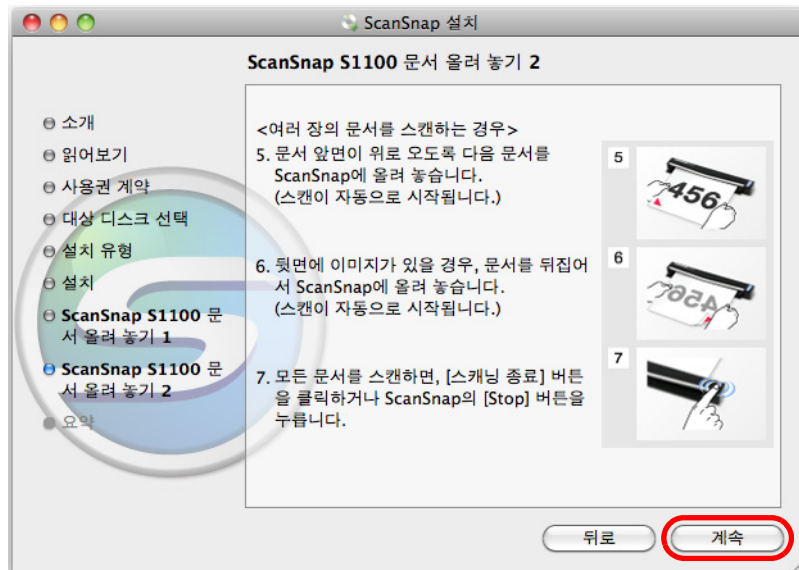 ScanSnap 설치
ScanSnap S1100 문서 올려 놓기 2
소개
읽어보기
사용권 계약
대상 디스크 선택
설치 유형
설치
ScanSnap S1100 문
서 올려 놓기 1
ScanSnap S1100 문
서 올려 놓기 2
요약
<여러 장의 문서를 스캔하는 경우>
5. 문서 앞면이 위로 오도록 다음 문서를
ScanSnap에 올려 놓습니다.
(스캔이 자동으로 시작됩니다.)
6. 뒷면에 이미지가 있을 경우, 문서를 뒤집어
서 ScanSnap에 올려 놓습니다.
(스캔이 자동으로 시작됩니다.)
7. 모든 문서를 스캔하면, [스캐닝 종료] 버튼
을 클릭하거나 ScanSnap의 [Stop] 버튼을
누릅니다.
5
456
6
456
7
뒤로
계속